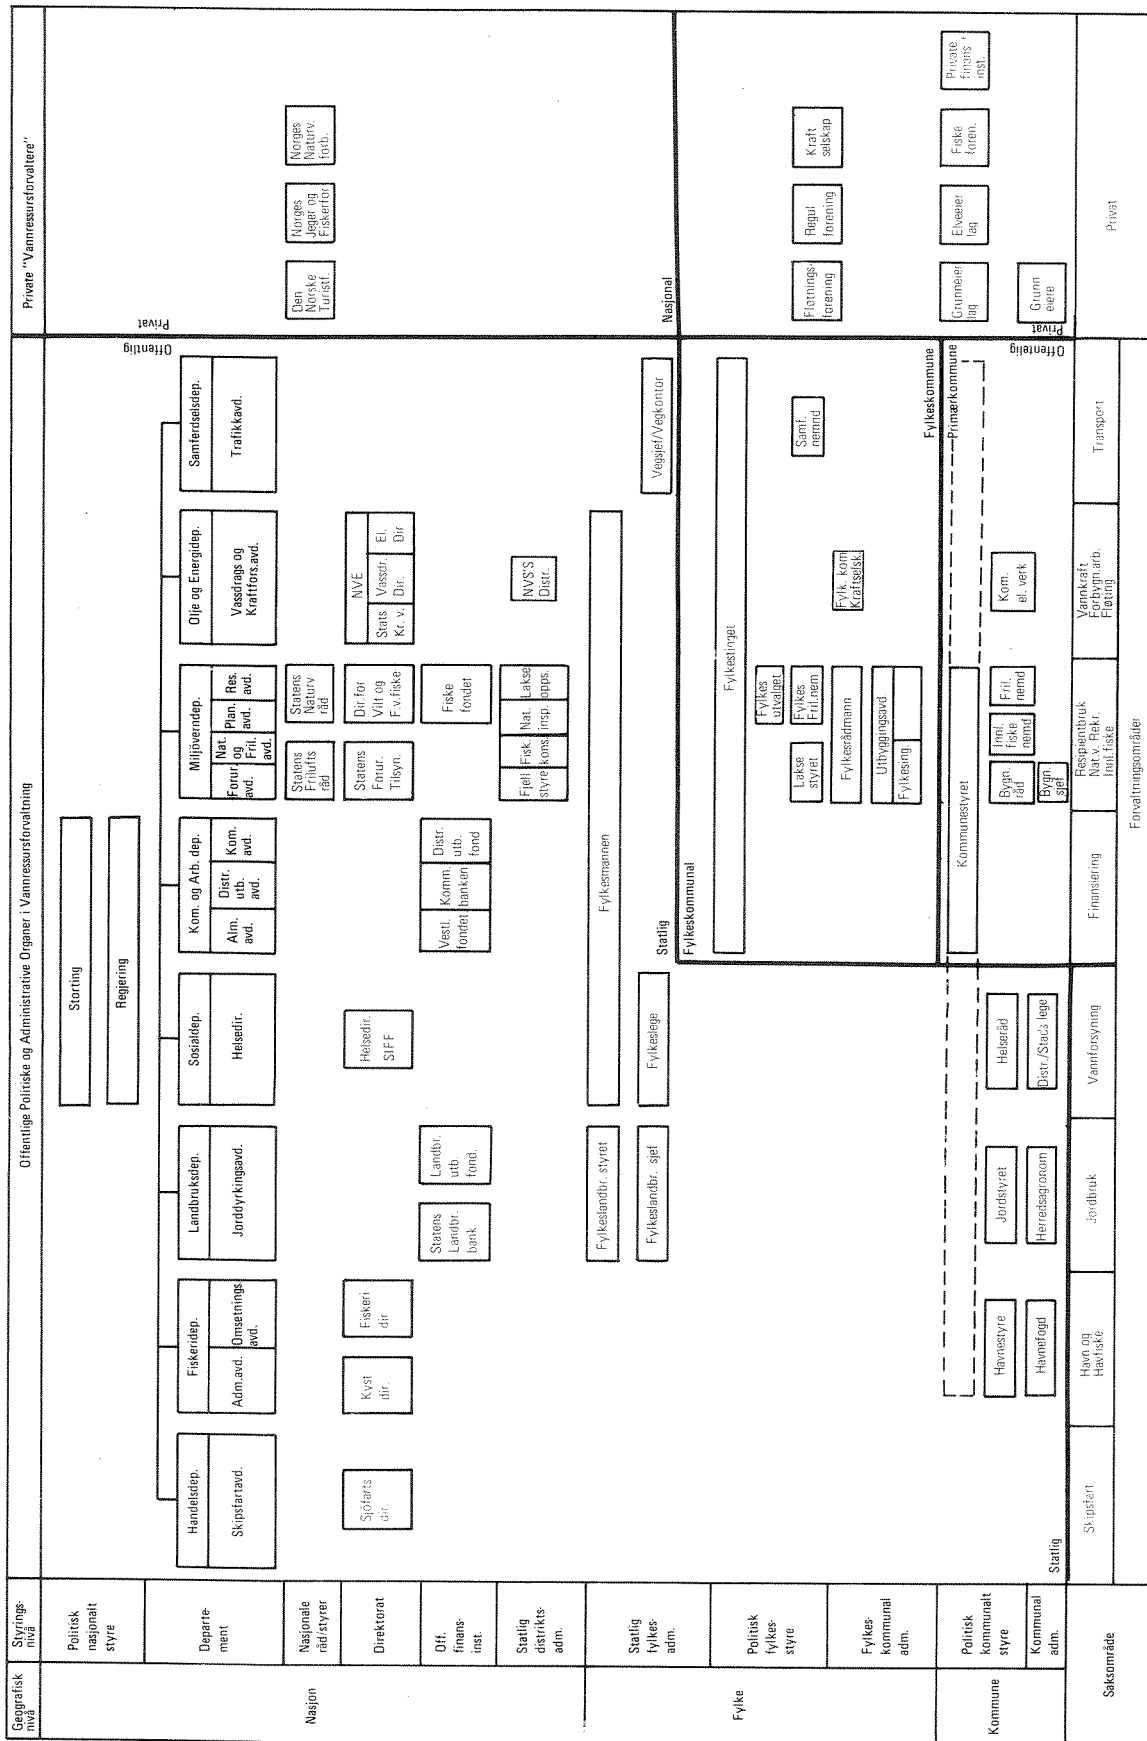 Geografisk
nivå
Styrings-
nivå
Offentlige Politiske og Administrative Organer i Vannressursforvaltning
Private "Vannressursforvaltere"
Nasjon
Politisk
nasjonalt
styre
Storting
Regjering
Offentlig
Privat
Departe-
ment
Handelsdep.
Skipsfartavd.
Fiskeridep.
Adm.avd.
Omsetnings
avd.
Landbruksdep.
Jorddyrkingsavd.
Sosialdep.
Helsedir.
Kom. og Arb. dep.
Alm.
avd.
Distr.
utb.
avd.
Kom.
avd.
Miljöverndep.
Forur.
avd.
Nat.
og
Fril.
avd.
Plan.
avd.
Res.
avd.
Olje og Energidep.
Vassdrags og
Kraftfors.avd.
Samferdselsdep.
Trafikkavd.
Nasjonale
råd/styrer
Statens
Frilufts
råd
Statens
Naturv
råd
Den
Norske
Turistf.
Norges
Jeger og
Fiskerfor
Norges
Naturv.
forb.
Direktorat
Sjöfarts
dir.
Kyst
dir.
Fiskeri
dir
Helsedir.
SIFF
Statens
Forur.
Tilsyn.
Dir.for
Vilt og
F.v.fiske
NVE
Stats
Kr. v.
Vassdr.
Dir.
El.
Dir
Off.
finans-
inst.
Statens
Landbr.
bank
Landbr.
utb.
fond.
Vestl.
fondet
Komm.
banken
Distr.
utb.
fond
Fiske
fondet
Statlig
distrikts-
adm.
Fjell
styre
Fisk.
kons.
Nat.
insp.
Lakse
opps.
NVS'S
Distr.
Fylke
Statlig
fylkes-
adm.
Fylkeslandbr. styret
Fylkesmannen
Fylkeslandbr. sjef
Fylkeslege
Vegsjef/Vegkontor
Statlig
Nasjonal
Fylkeskommunal
Politisk
fylkes-
styre
Fylkestinget
Fylkes
utvalget
Lakse
styret
Fylkes
Fril.nem
Samf.
nemnd
Fløtnings-
forening
Regul
forening
Kraft
selskap
Fylkes-
kommunal
adm.
Fylkesrådmann
Fylk. kom
Kraftselsk.
Utbyggingsavd.
Fylkesing.
Fylkeskommune
Kommune
Politisk
kommunalt
styre
Kommunestyret
Primærkommune
Havnestyre
Jordstyret
Helseråd
Bygn.
råd
Innl.
fiske
nemd
Fril.
nemd
Kom.
el. verk
Grunneier
lag
Elveeier
lag
Fiske
foren.
Private
finans
inst.
Kommunal
adm.
Havnefogd
Herredsagronom
Distr./Stads lege
Bygn.
sjef
Grunn
eiere
Statlig
Offentelig
Privat
Saksområde
Skipsfart
Havn og
Havfiske
Jordbruk
Vannforsyning
Finansiering
Respientbruk
Nat.v. Rekr.
Innl.fiske
Vannkraft
Forbygn.arb.
Fløting
Transport
Privat
Forvaltningsområder